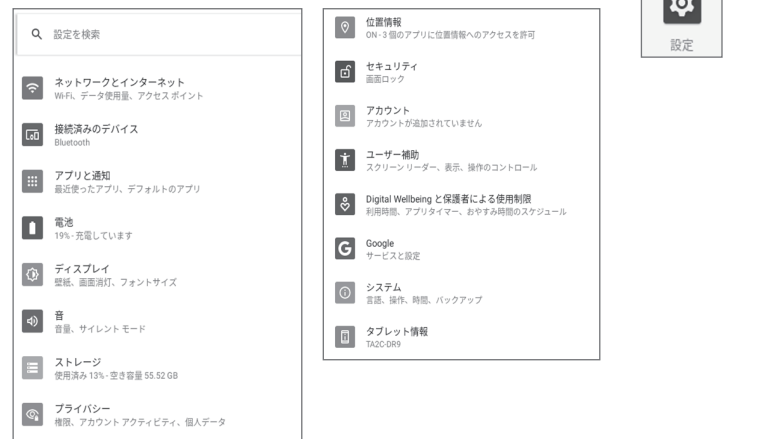 設定を検索
ネットワークとインターネット
Wi-Fi、データ使用量、アクセス ポイント
接続済みのデバイス
Bluetooth
アプリと通知
最近使ったアプリ、デフォルトのアプリ
電池
19% - 充電しています
ディスプレイ
壁紙、画面消灯、フォントサイズ
音
音量、サイレント モード
ストレージ
使用済み 13% - 空き容量 55.52 GB
プライバシー
権限、アカウント アクティビティ、個人データ
位置情報
ON - 3 個のアプリに位置情報へのアクセスを許可
セキュリティ
画面ロック
アカウント
アカウントが追加されていません
ユーザー補助
スクリーン リーダー、表示、操作のコントロール
Digital Wellbeing と保護者による使用制限
利用時間、アプリタイマー、おやすみ時間のスケジュール
Google
サービスと設定
システム
言語、操作、時間、バックアップ
タブレット情報
TA2C-DR9
設定